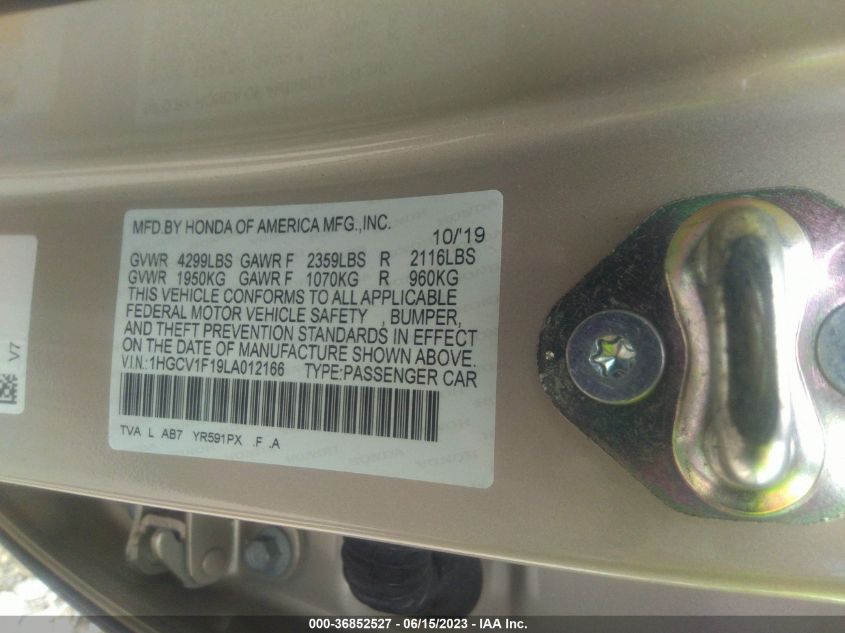 MFD.BY HONDA OF AMERICA MFG.,INC.
10/'19
GVWR 4299LBS GAWR F 2359LBS R 2116LBS
GVWR 1950KG GAWR F 1070KG R 960KG
THIS VEHICLE CONFORMS TO ALL APPLICABLE
FEDERAL MOTOR VEHICLE SAFETY , BUMPER,
AND THEFT PREVENTION STANDARDS IN EFFECT
ON THE DATE OF MANUFACTURE SHOWN ABOVE.
V.I.N.:1HGCV1F19LA012166 TYPE:PASSENGER CAR
TVA L AB7 YR591PX .F .A
V7
000-36852527 - 06/15/2023 - IAA Inc.